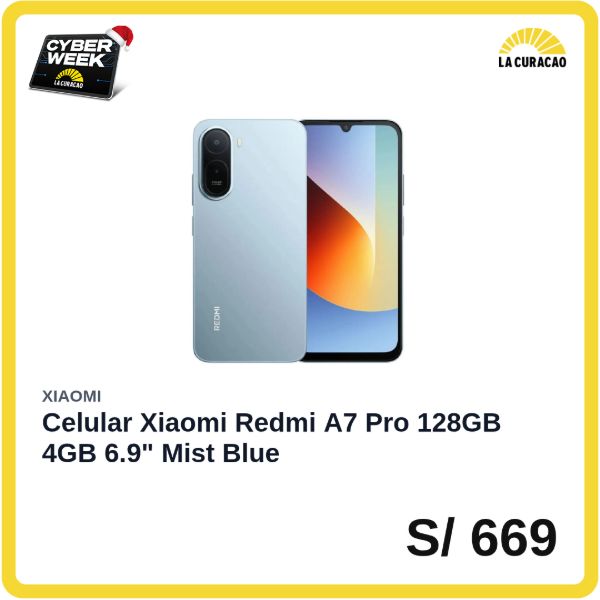 CYBER
WEEK
LA CURACAO
LA CURACAO
REDMI
XIAOMI
Celular Xiaomi Redmi A7 Pro 128GB
4GB 6.9" Mist Blue
S/ 669